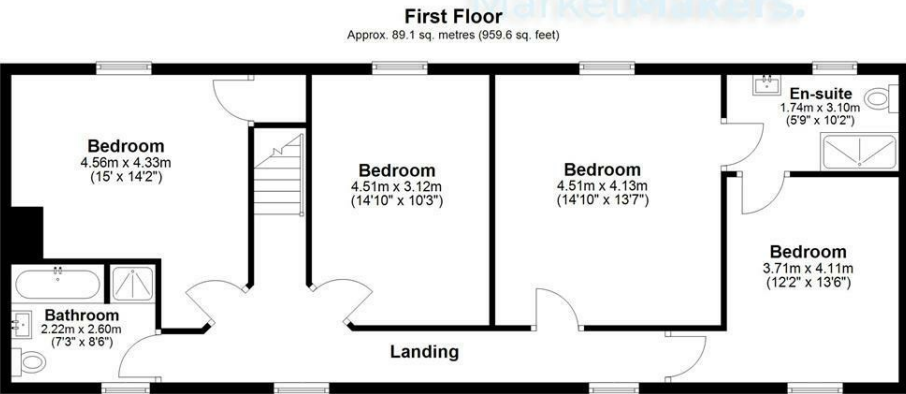 MarketMakers.
First Floor
Approx. 89.1 sq. metres (959.6 sq. feet)
Bedroom
4.56m x 4.33m
(15' x 14'2")
Bedroom
4.51m x 3.12m
(14'10" x 10'3")
Bedroom
4.51m x 4.13m
(14'10" x 13'7")
En-suite
1.74m x 3.10m
(5'9" x 10'2")
Bedroom
3.71m x 4.11m
(12'2" x 13'6")
Bathroom
2.22m x 2.60m
(7'3" x 8'6")
Landing